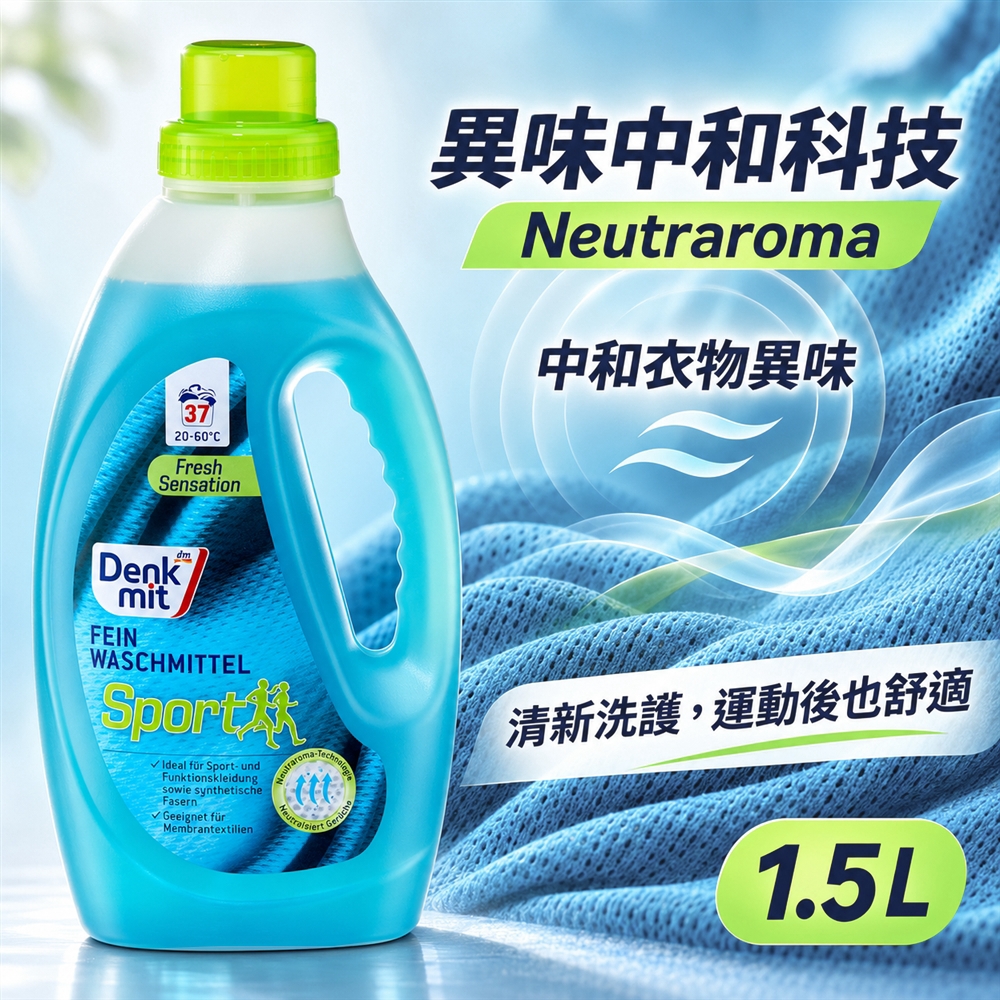 異味中和科技
Neutraroma
中和衣物異味
清新洗護，運動後也舒適
1.5L
37
20-60°C
Fresh
Sensation
dm
Denk
mit
FEIN
WASCHMITTEL
Sport
✓ Ideal für Sport- und
Funktionskleidung
sowie synthetische
Fasern
✓ Geeignet für
Membrantextilien
Neutraroma-Technologie
Neutralsiert Gerüche